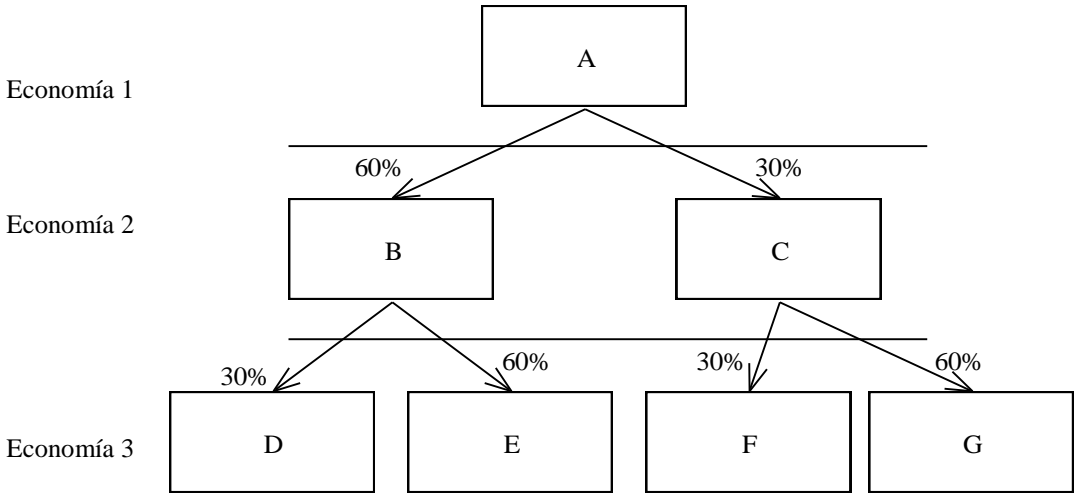 A
Economía 1
60% 30%
Economía 2
B C
30% 60% 30% 60%
Economía 3
D E F G